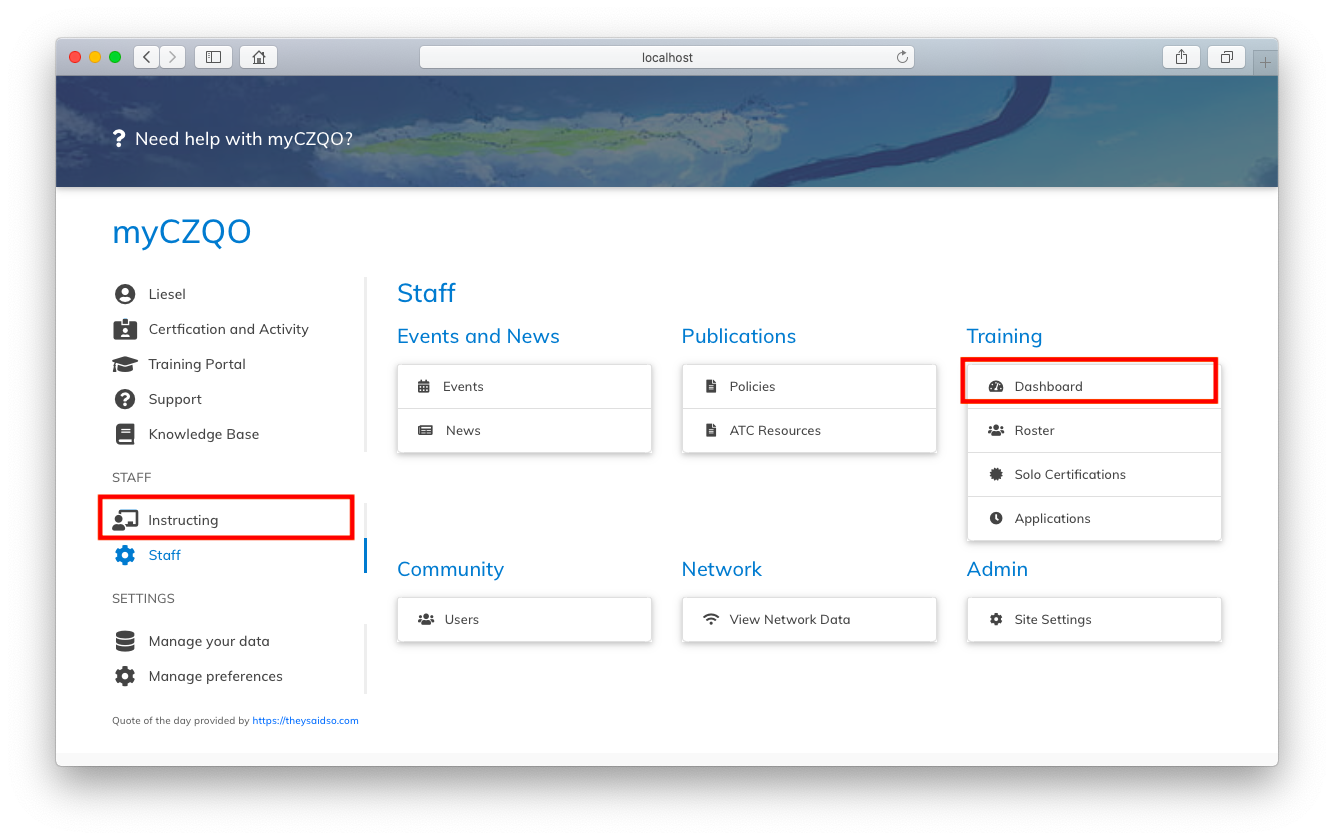 localhost
Need help with myCZQO?
myCZQO
Liesel
Certfication and Activity
Training Portal
Support
Knowledge Base
STAFF
Instructing
Staff
SETTINGS
Manage your data
Manage preferences
Quote of the day provided by https://theysaidso.com
Staff
Events and News
Events
News
Publications
Policies
ATC Resources
Training
Dashboard
Roster
Solo Certifications
Applications
Community
Users
Network
View Network Data
Admin
Site Settings